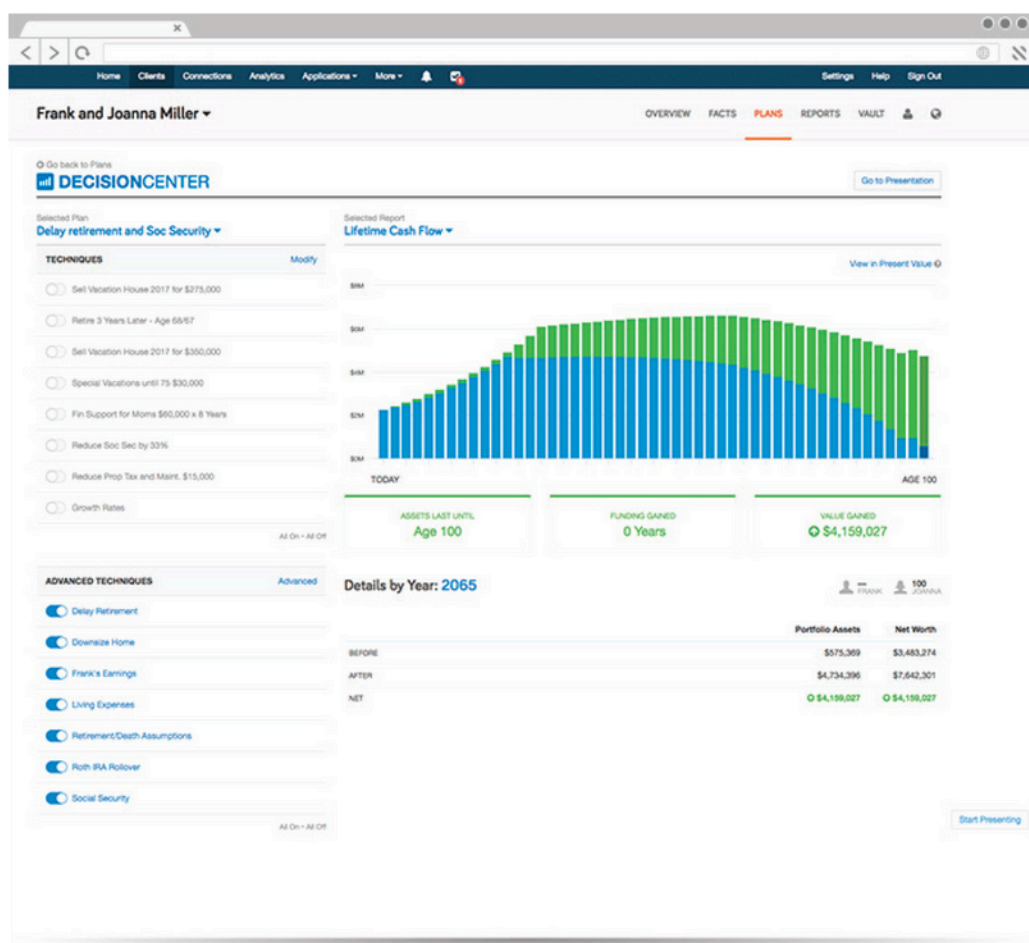 Home Clients Connections Analytics Applications More Settings Help Sign Out
Frank and Joanna Miller OVERVIEW FACTS PLANS REPORTS VAULT
Go back to Plans
DECISIONCENTER
Go to Presentation
Selected Plan
Delay retirement and Soc Security
Selected Report
Lifetime Cash Flow
TECHNIQUES Modify
Sell Vacation House 2017 for $275,000
Retire 3 Years Later - Age 68/67
Sell Vacation House 2017 for $350,000
Special Vacations until 75 $30,000
Fin Support for Moms $60,000 x 8 Years
Reduce Soc Sec by 33%
Reduce Prop Tax and Maint. $15,000
Growth Rates
All On • All Off
View in Present Value
$8M
$6M
$4M
$2M
$0M
TODAY AGE 100
ASSETS LAST UNTIL
Age 100
FUNDING GAINED
0 Years
VALUE GAINED
$4,159,027
ADVANCED TECHNIQUES Advanced
Delay Retirement
Downsize Home
Frank's Earnings
Living Expenses
Retirement/Death Assumptions
Roth IRA Rollover
Social Security
All On • All Off
Details by Year: 2065
–
FRANK
100
JOANNA
Portfolio Assets Net Worth
BEFORE $575,369 $3,483,274
AFTER $4,734,396 $7,642,301
NET $4,159,027 $4,159,027
Start Presenting